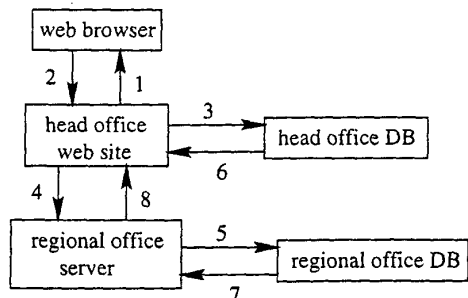 web browser
2
1
head office
web site
3
head office DB
6
4
8
regional office
server
5
regional office DB
7